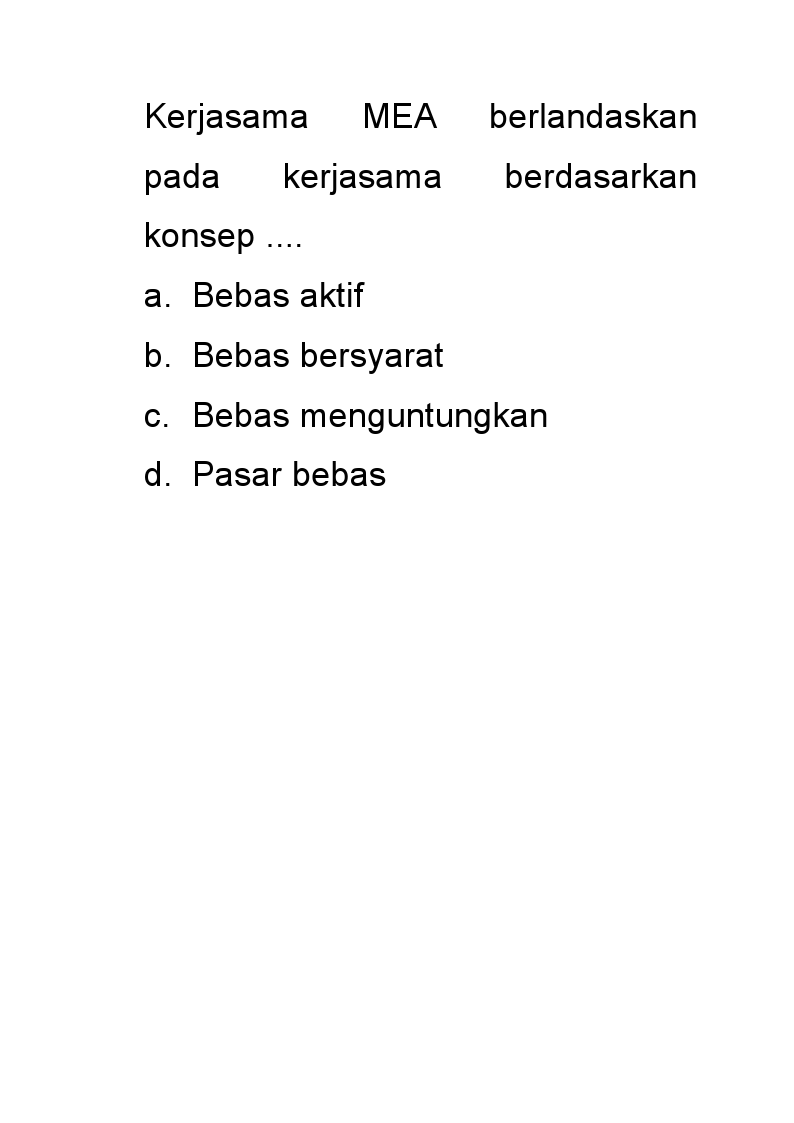 Kerjasama MEA berlandaskan
pada kerjasama berdasarkan
konsep ....
a. Bebas aktif
b. Bebas bersyarat
c. Bebas menguntungkan
d. Pasar bebas